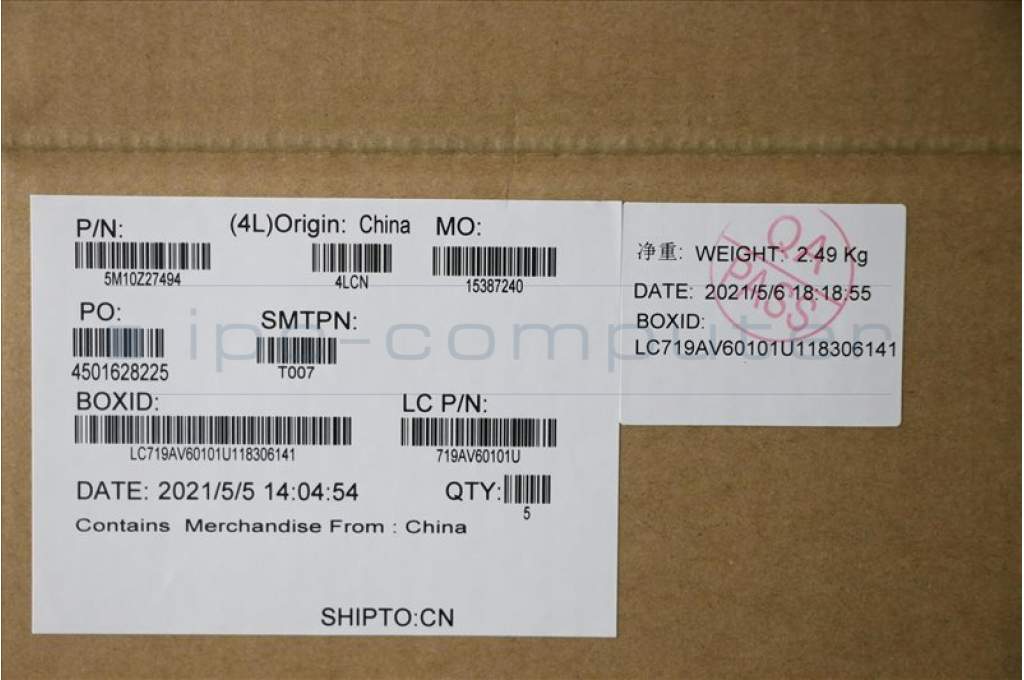 P/N:
5M10Z27494
(4L)Origin: China
4LCN
MO:
15387240
PO:
4501628225
SMTPN:
T007
BOXID:
LC719AV60101U118306141
LC P/N:
719AV60101U
DATE: 2021/5/5 14:04:54
QTY:
5
Contains Merchandise From : China
SHIPTO:CN
净重: WEIGHT: 2.49 Kg
DATE: 2021/5/6 18:18:55
BOXID:
LC719AV60101U118306141
QA
PASS
ipc-computer